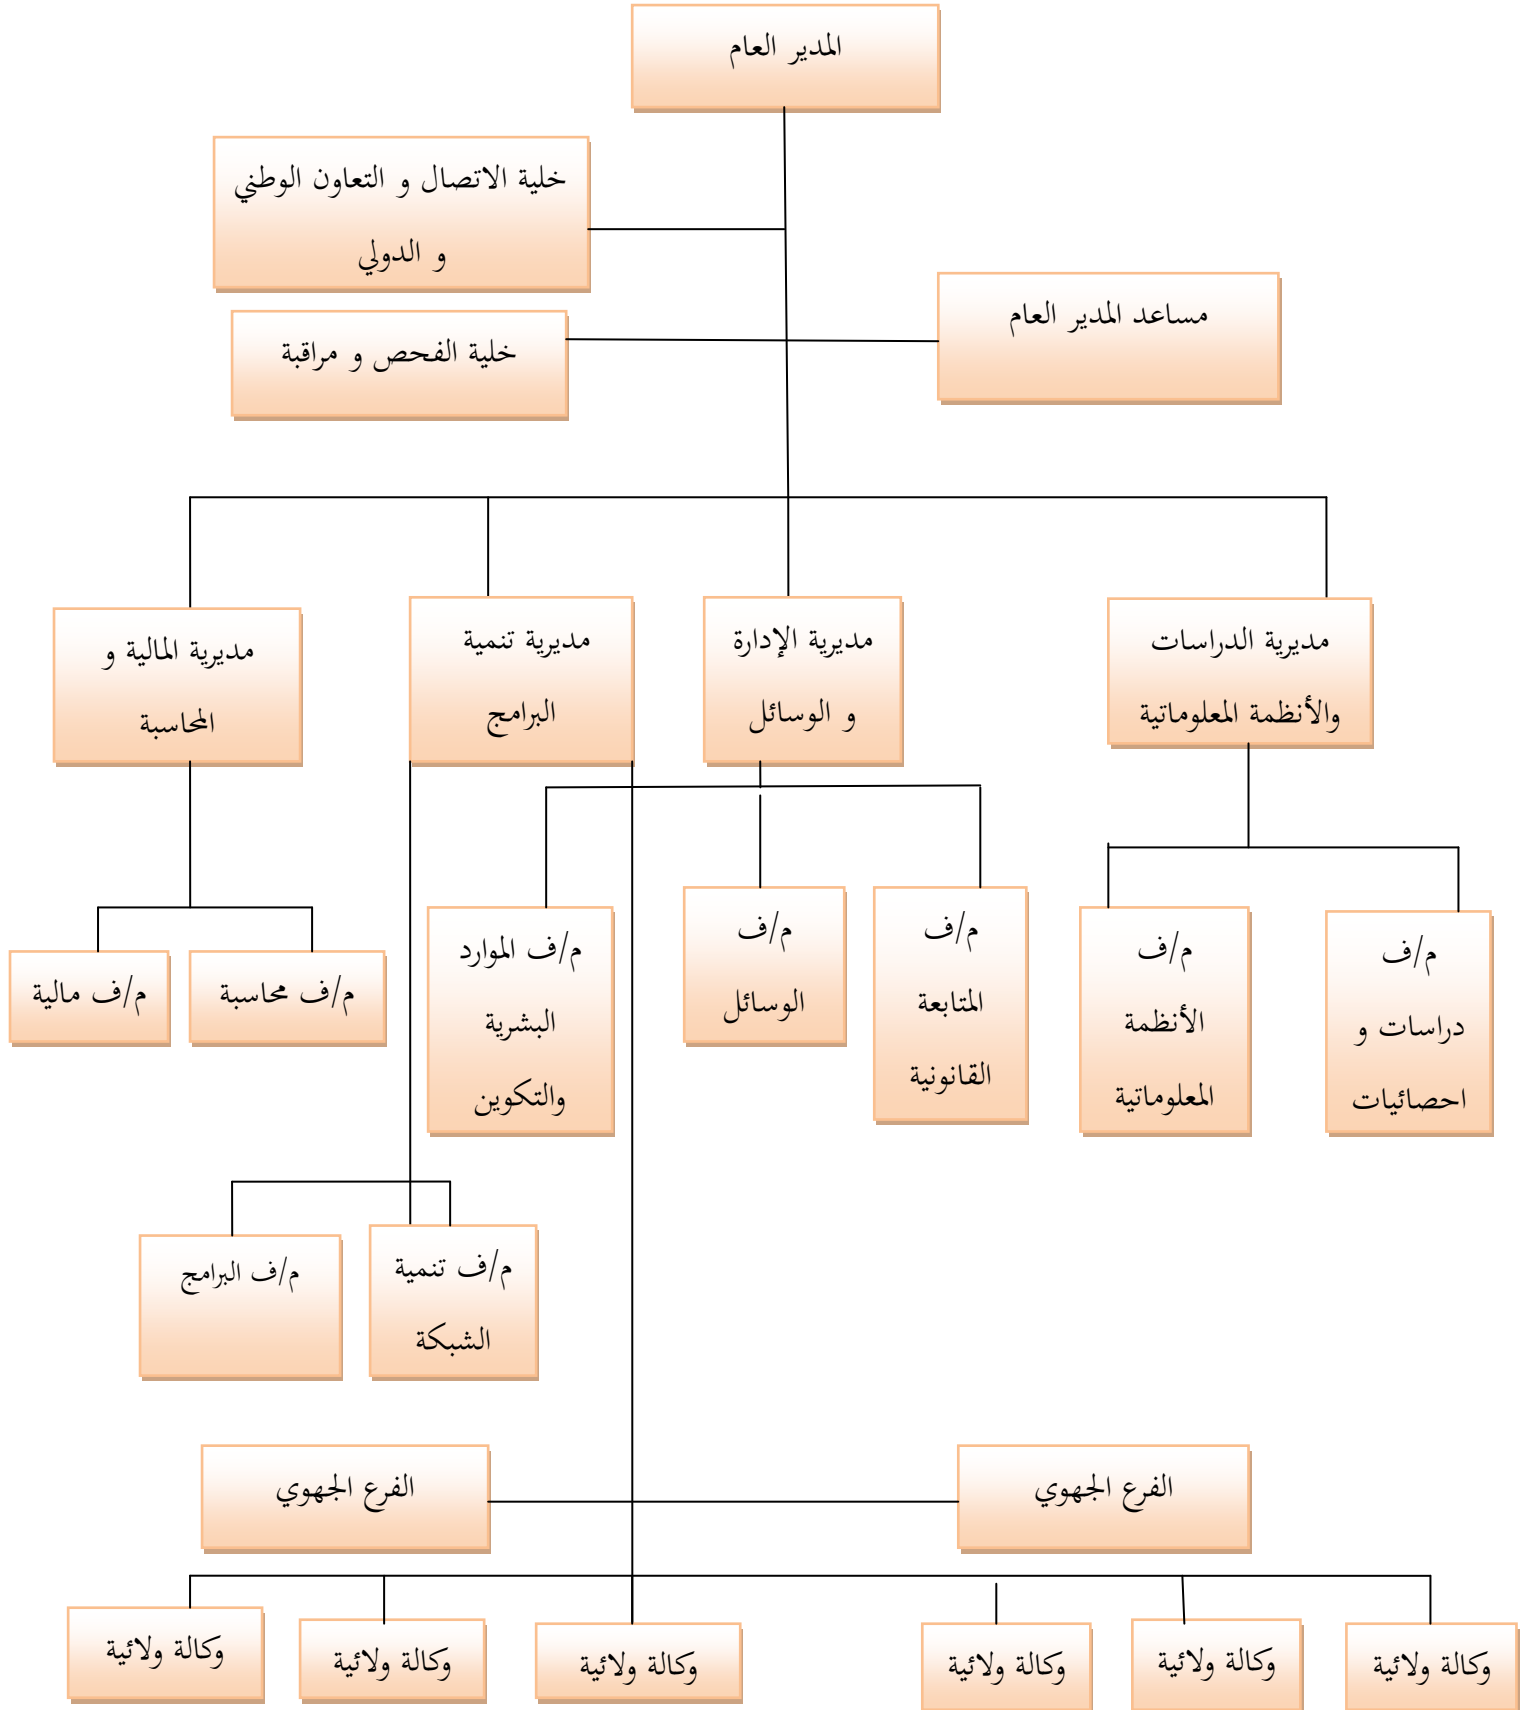 المدير العام
خلية الاتصال و التعاون الوطني
و الدولي
مساعد المدير العام
خلية الفحص و مراقبة
مديرية الدراسات
والأنظمة المعلوماتية
مديرية الإدارة
و الوسائل
مديرية تنمية
البرامج
مديرية المالية و
المحاسبة
م/ف
دراسات و
احصائيات
م/ف
الأنظمة
المعلوماتية
م/ف
المتابعة
القانونية
م/ف
الوسائل
م/ف الموارد
البشرية
والتكوين
م/ف محاسبة
م/ف مالية
م/ف تنمية
الشبكة
م/ف البرامج
الفرع الجهوي
الفرع الجهوي
وكالة ولائية
وكالة ولائية
وكالة ولائية
وكالة ولائية
وكالة ولائية
وكالة ولائية